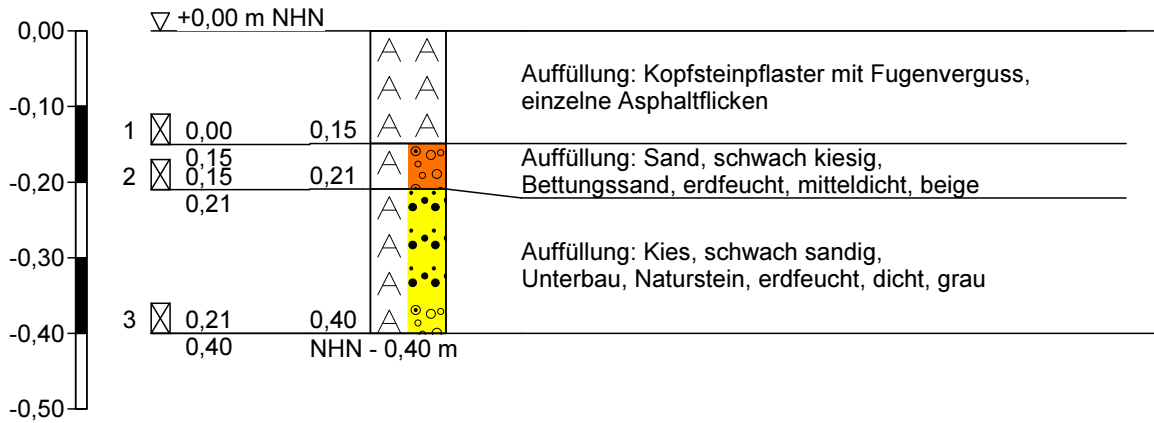 +0,00 m NHN
0,00
-0,10
-0,20
-0,30
-0,40
-0,50
Auffüllung: Kopfsteinpflaster mit Fugenverguss,
einzelne Asphaltflicken
1 0,00 0,15
0,15
Auffüllung: Sand, schwach kiesig,
Bettungssand, erdfeucht, mitteldicht, beige
2 0,15 0,21
0,21
Auffüllung: Kies, schwach sandig,
Unterbau, Naturstein, erdfeucht, dicht, grau
3 0,21 0,40
0,40 NHN - 0,40 m